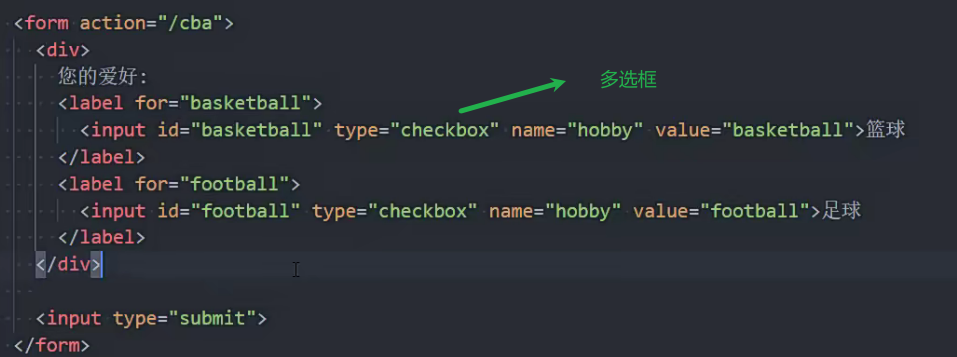 <form action="/cba">
<div>
您的爱好:
多选框
<label for="basketball">
<input id="basketball" type="checkbox" name="hobby" value="basketball">篮球
</label>
<label for="football">
<input id="football" type="checkbox" name="hobby" value="football">足球
</label>
</div>
<input type="submit">
</form>